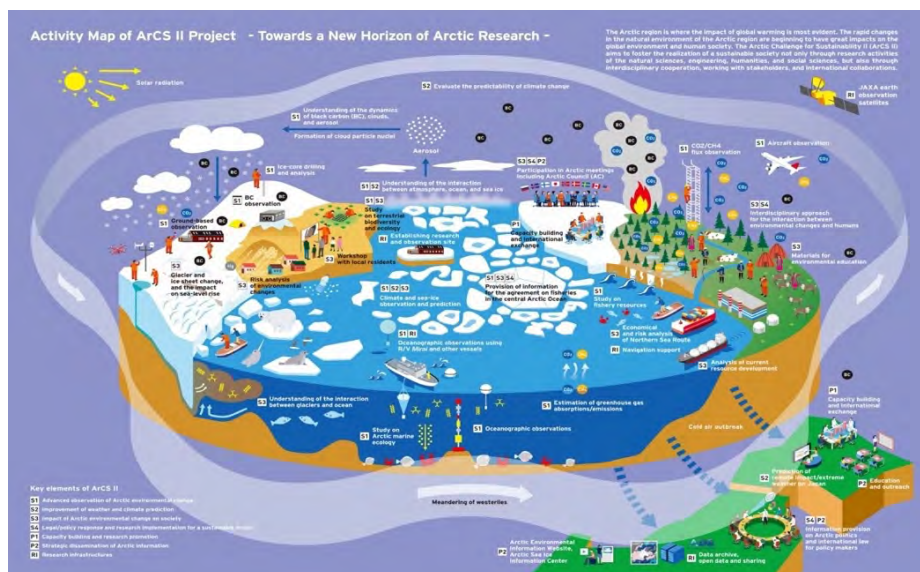 Activity Map of ArCS II Project - Towards a New Horizon of Arctic Research -
The Arctic region is where the impact of global warming is most evident. The rapid changes
in the natural environment of the Arctic region are beginning to have great impacts on the
global environment and human society. The Arctic Challenge for Sustainability II (ArCS II)
aims to foster the realization of a sustainable society not only through research activities
of the natural sciences, engineering, humanities, and social sciences, but also through
interdisciplinary cooperation, working with stakeholders, and international collaborations.
Solar radiation
S2 Evaluate the predictability of climate change
RI JAXA earth
observation
satellites
S1 Understanding of the dynamics
of black carbon (BC), clouds,
and aerosol
Formation of cloud particle nuclei
Aerosol
S1 CO2/CH4
flux observation
S1 Aircraft observation
S1 Ice-core drilling
and analysis
S1 BC
observation
S1 Ground-based
observation
S1 S2 Understanding of the interaction
between atmosphere, ocean, and sea ice
S3 S4 P2
Participation in Arctic meetings
including Arctic Council (AC)
S1 S3
Study
on terrestrial
biodiversity
and ecology
RI Establishing research
and observation site
P1
Capacity building
and international
exchange
S3 S4
Interdisciplinary approach
for the interaction between
environmental changes and humans
S3
Materials for
environmental education
S3
Glacier and
ice sheet change,
and the impact
on sea-level rise
S3 Risk analysis
of environmental
changes
S3 Workshop
with local residents
S1 S2 S3
Climate and sea-ice
observation and prediction
S1 S3 S4
Provision of information
for the agreement on fisheries
in the central Arctic Ocean
S1
Study on
fishery resources
S1 RI
Oceanographic observations using
R/V Mirai and other vessels
S3 Economical
and risk analysis
of Northern Sea Route
RI Navigation support
S3 Analysis of current
resource development
S3 Understanding of the interaction
between glaciers and ocean
S1 Estimation of greenhouse gas
absorptions/emissions
S1 Study on
Arctic marine
ecology
S1 Oceanographic observations
Cold air outbreak
P1
Capacity building
and international
exchange
S2 Production of
on Japan
P2 Education
and outreach
Meandering of westerlies
S4 P2
Information provision
on Arctic politics
and international law
for policy makers
P2 Arctic Environmental
Information Website,
Arctic Sea Ice
Information Center
RI Data archive,
open data and sharing
Key elements of ArCS II
S1 Advanced observation of Arctic environmental change
S2 Improvement of weather and climate prediction
S3 Impact of Arctic environmental change on society
S4 Legal/policy response and research implementation for a sustainable Arctic
P1 Capacity building and research promotion
P2 Strategic dissemination of Arctic information
RI Research infrastructures